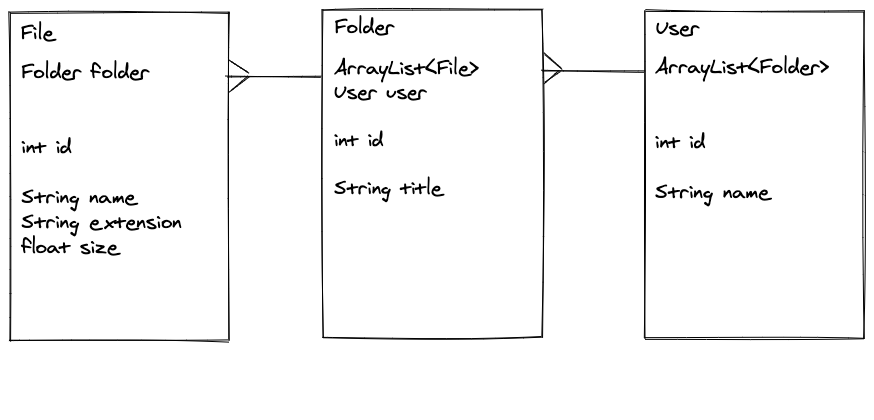 File
Folder folder
int id
String name
String extension
float size
Folder
ArrayList<File>
User user
int id
String title
User
ArrayList<Folder>
int id
String name